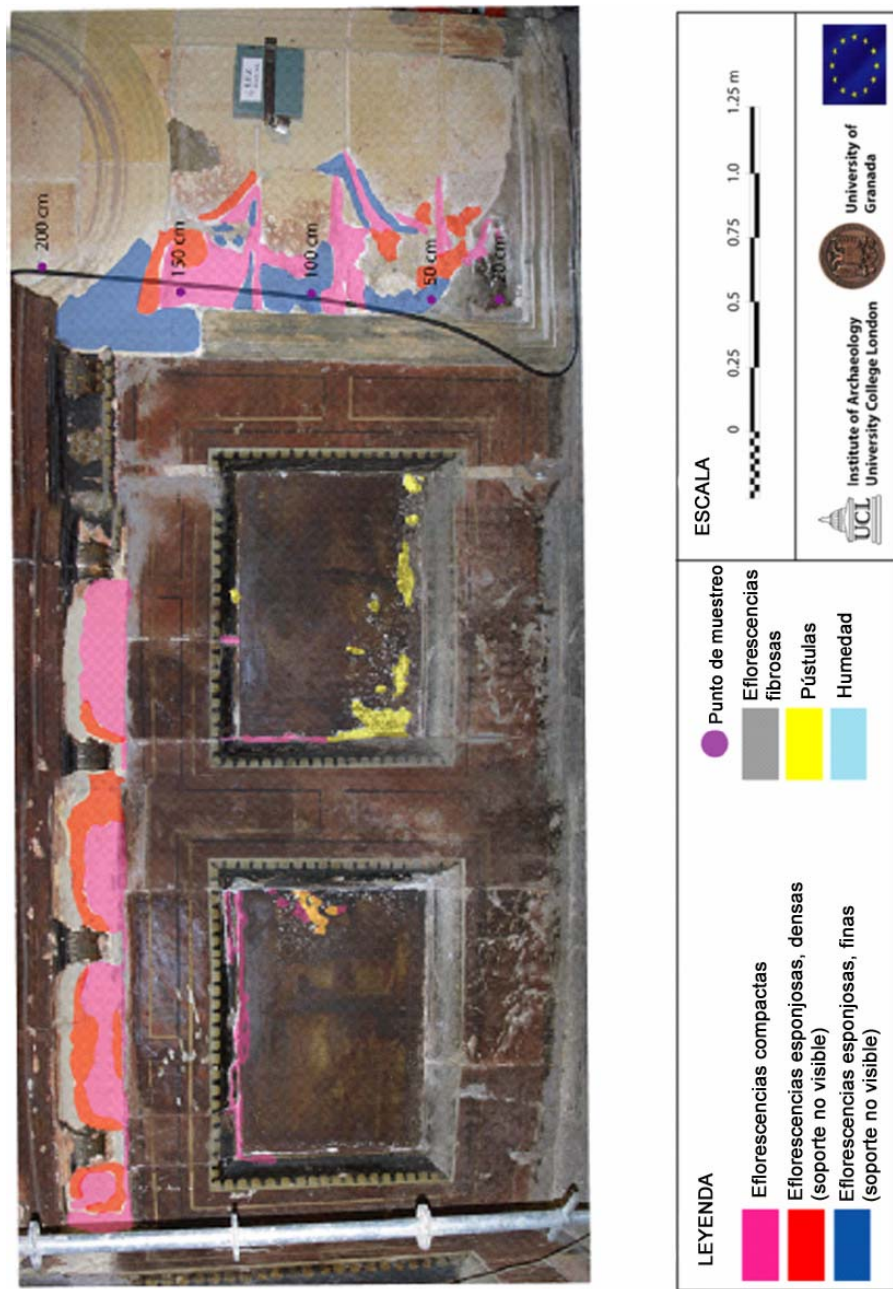 200 cm
150 cm
100 cm
50 cm
20 cm
LEYENDA
Eflorescencias compactas
Eflorescencias esponjosas, densas
(soporte no visible)
Eflorescencias esponjosas, finas
(soporte no visible)
Punto de muestreo
Eflorescencias
fibrosas
Pústulas
Humedad
ESCALA
0 0.25 0.5 0.75 1.0 1.25 m
UCL
Institute of Archaeology
University College London
University of
Granada